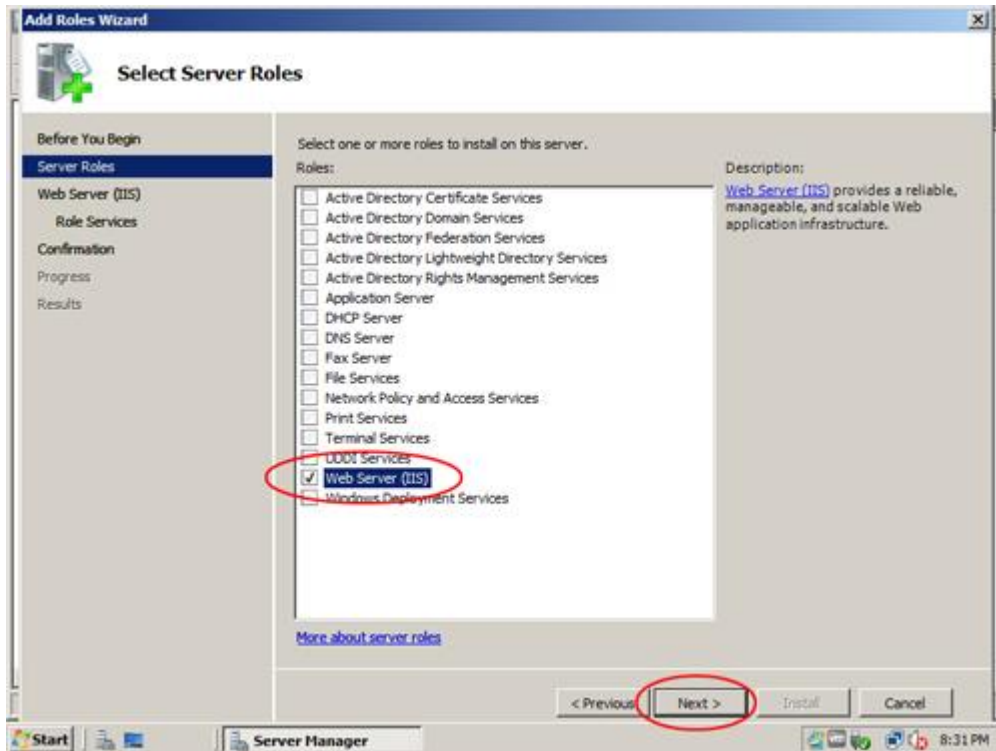 Add Roles Wizard
Select Server Roles
Before You Begin
Server Roles
Web Server (IIS)
Role Services
Confirmation
Progress
Results
Select one or more roles to install on this server.
Roles:
Active Directory Certificate Services
Active Directory Domain Services
Active Directory Federation Services
Active Directory Lightweight Directory Services
Active Directory Rights Management Services
Application Server
DHCP Server
DNS Server
Fax Server
File Services
Network Policy and Access Services
Print Services
Terminal Services
UDDI Services
Web Server (IIS)
Windows Deployment Services
More about server roles
Description:
Web Server (IIS) provides a reliable,
manageable, and scalable Web
application infrastructure.
< Previous
Next >
Install
Cancel
Start
Server Manager
8:31 PM